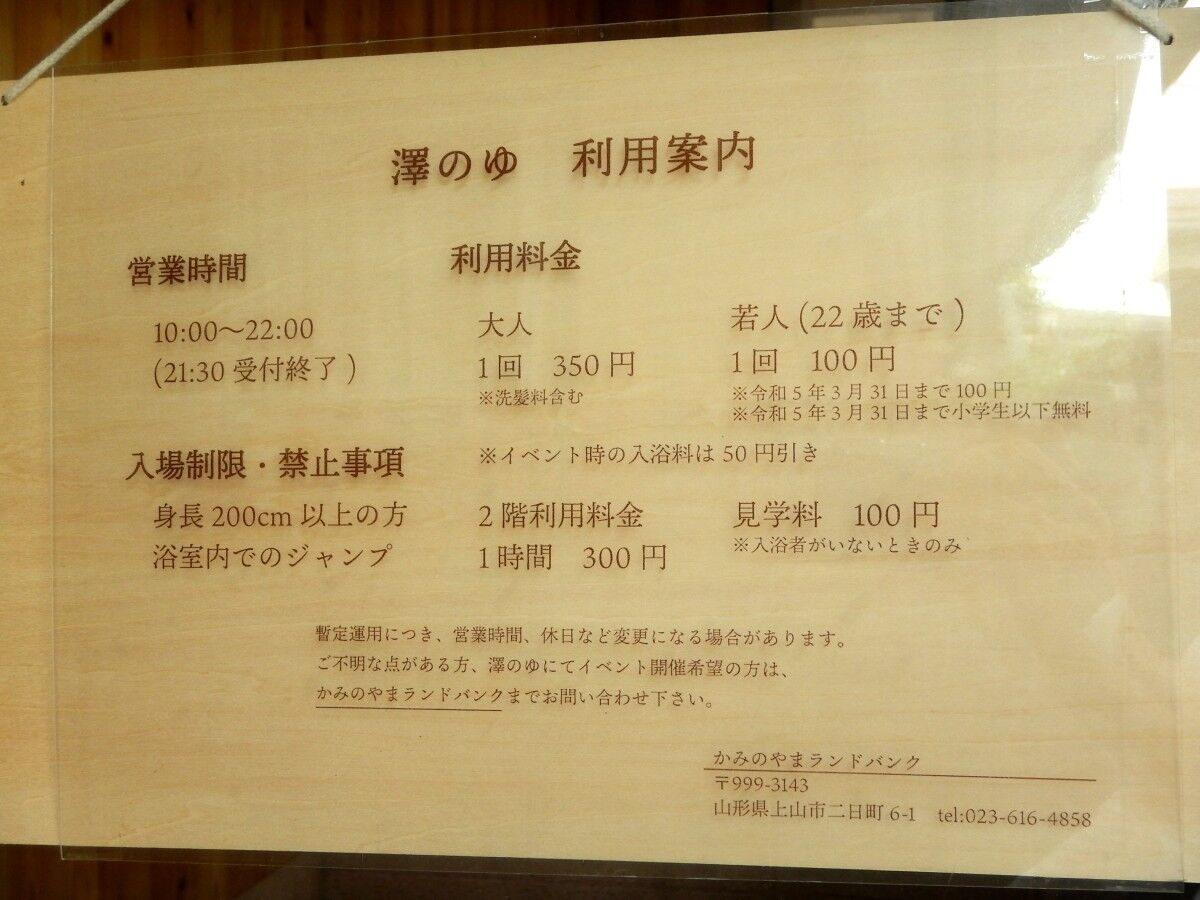 澤のゆ　利用案内
営業時間
10:00〜22:00
(21:30 受付終了 )
利用料金
大人
1回　350 円
※洗髪料含む
若人 (22 歳まで )
1回　100 円
※令和 5 年 3 月 31 日まで 100 円
※令和 5 年 3 月 31 日まで小学生以下無料
※イベント時の入浴料は 50 円引き
入場制限・禁止事項
身長 200cm 以上の方
浴室内でのジャンプ
2 階利用料金
1 時間　300 円
見学料　100 円
※入浴者がいないときのみ
暫定運用につき、営業時間、休日など変更になる場合があります。
ご不明な点がある方、澤のゆにてイベント開催希望の方は、
かみのやまランドバンクまでお問い合わせ下さい。
かみのやまランドバンク
〒999-3143
山形県上山市二日町 6-1　tel:023-616-4858